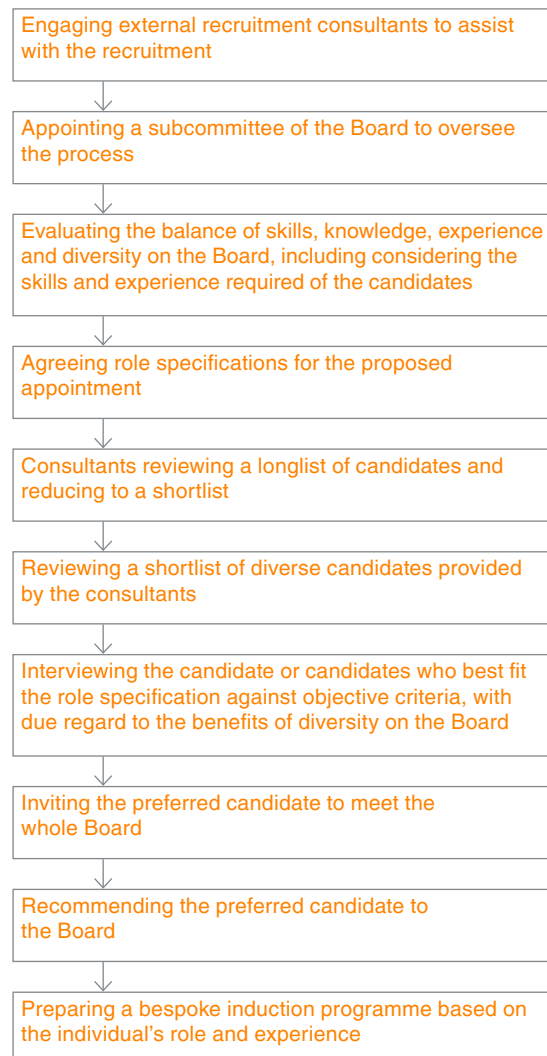 Engaging external recruitment consultants to assist
with the recruitment
Appointing a subcommittee of the Board to oversee
the process
Evaluating the balance of skills, knowledge, experience
and diversity on the Board, including considering the
skills and experience required of the candidates
Agreeing role specifications for the proposed
appointment
Consultants reviewing a longlist of candidates and
reducing to a shortlist
Reviewing a shortlist of diverse candidates provided
by the consultants
Interviewing the candidate or candidates who best fit
the role specification against objective criteria, with
due regard to the benefits of diversity on the Board
Inviting the preferred candidate to meet the
whole Board
Recommending the preferred candidate to
the Board
Preparing a bespoke induction programme based on
the individual’s role and experience